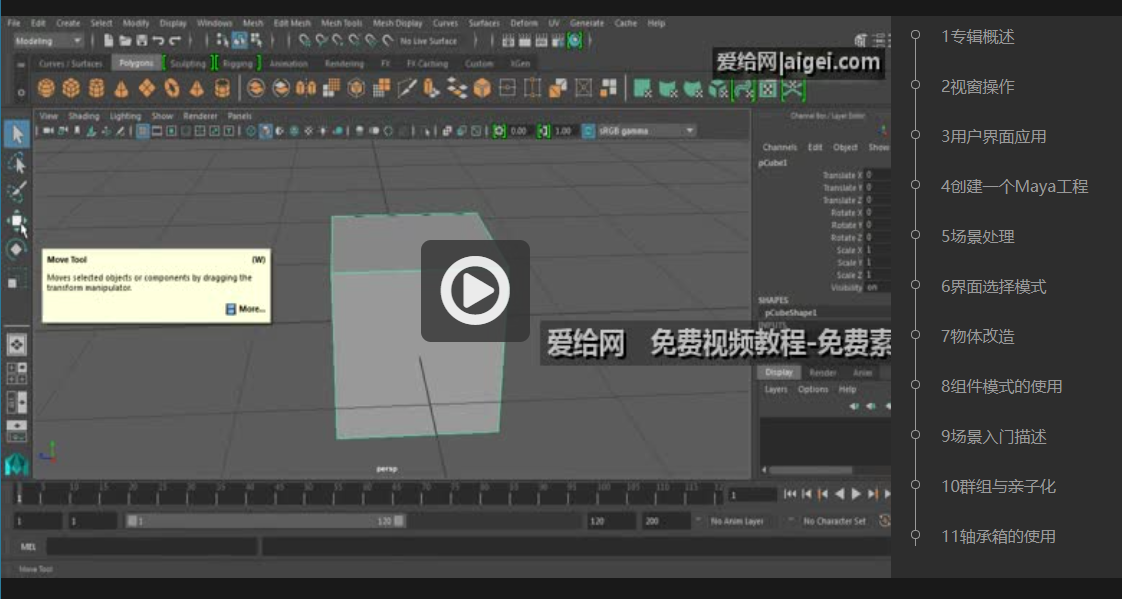 File Edit Create Select Modify Display Windows Mesh Edit Mesh Mesh Tools Mesh Display Curves Surfaces Deform UV Generate Cache Help
Modeling No Live Surface
爱给网|aigei.com
Curves / Surfaces Polygons Sculpting Rigging Animation Rendering FX FX Caching Custom XGen
View Shading Lighting Show Renderer Panels
0.00 1.00 sRGB gamma
Channel Box / Layer Editor
Channels Edit Object Show
pCube1
Translate X 0
Translate Y 0
Translate Z 0
Rotate X 0
Rotate Y 0
Rotate Z 0
Scale X 1
Scale Y 1
Scale Z 1
Visibility on
SHAPES
pCubeShape1
INPUTS
Move Tool (W)
Moves selected objects or components by dragging the
transform manipulator.
More...
爱给网 免费视频教程-免费素
Display Render Anim
Layers Options Help
persp
1 5 10 15 20 25 30 35 40 45 50 55 60 65 70 75 80 85 90 95 100 105 110 115 12
1
1 1 1 120 120 200 No Anim Layer No Character Set
MEL
Move Tool
1专辑概述
2视窗操作
3用户界面应用
4创建一个Maya工程
5场景处理
6界面选择模式
7物体改造
8组件模式的使用
9场景入门描述
10群组与亲子化
11轴承箱的使用